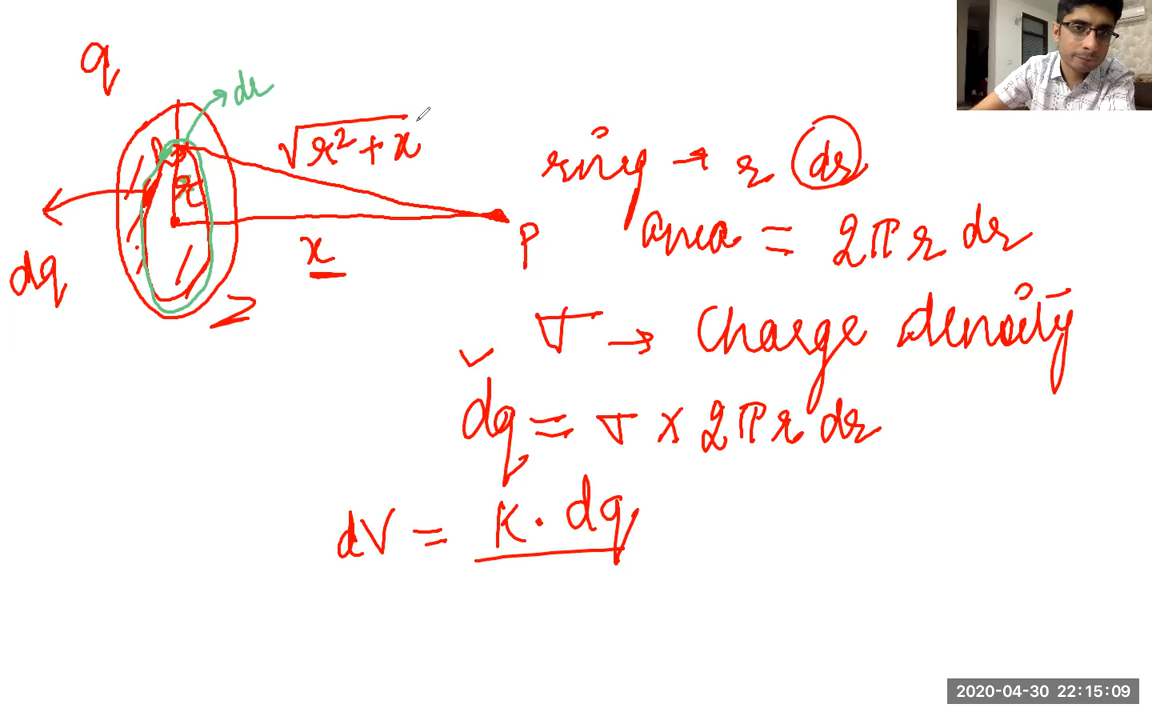 q
dr
√r²+x
r
x
P
dq
ring → r dr
area = 2πr dr
σ → Charge density
dq = σ × 2πr dr
dV = K · dq
2020-04-30 22:15:09